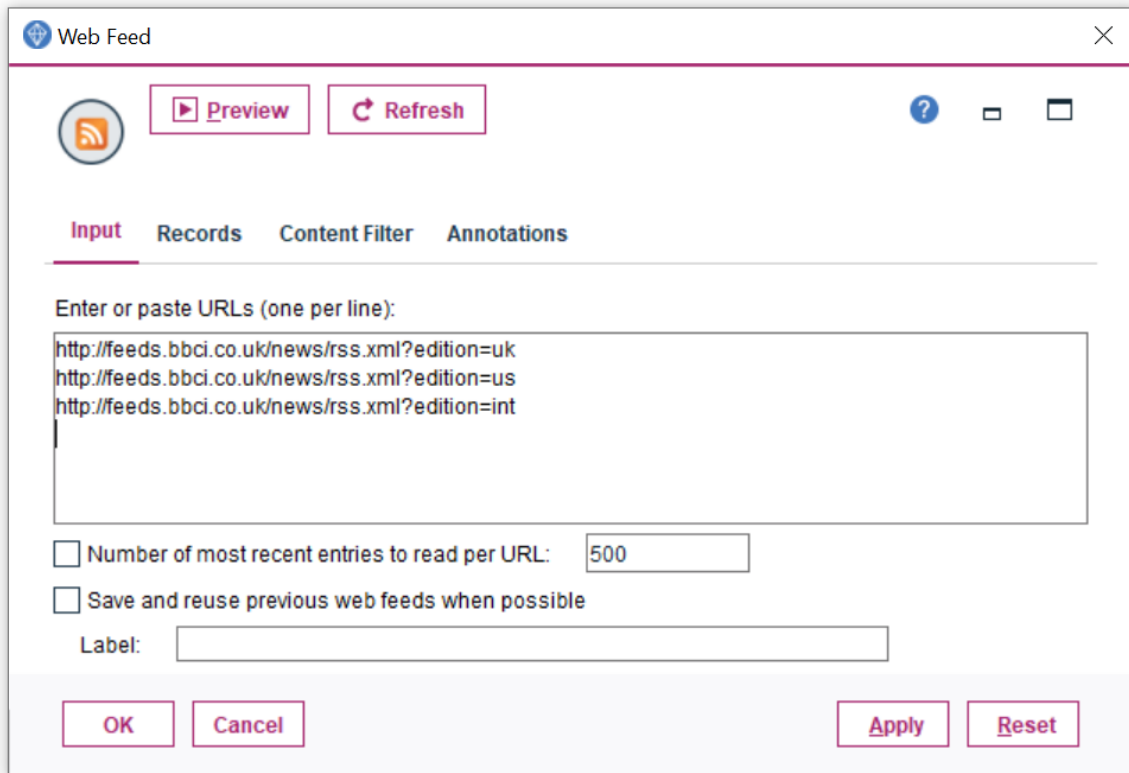 Web Feed
Preview Refresh
?
Input Records Content Filter Annotations
Enter or paste URLs (one per line):
http://feeds.bbci.co.uk/news/rss.xml?edition=uk
http://feeds.bbci.co.uk/news/rss.xml?edition=us
http://feeds.bbci.co.uk/news/rss.xml?edition=int
Number of most recent entries to read per URL: 500
Save and reuse previous web feeds when possible
Label:
OK Cancel Apply Reset